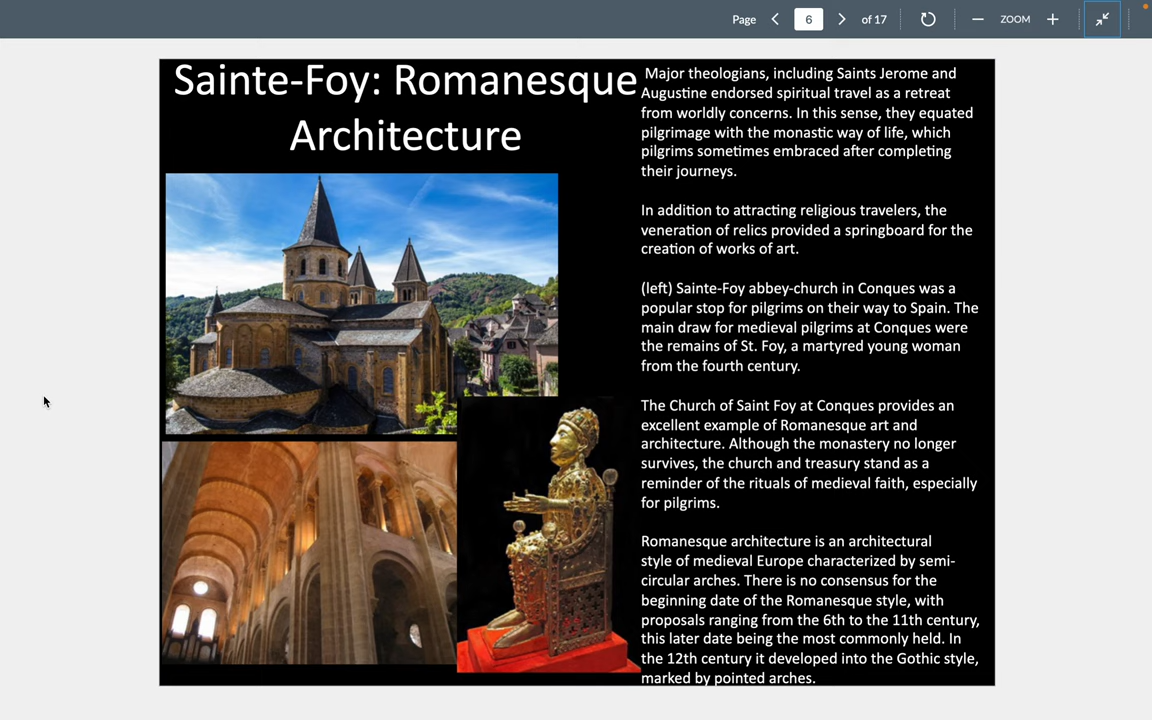 Page
6
of 17
ZOOM
Sainte-Foy: Romanesque
Architecture
Major theologians, including Saints Jerome and
Augustine endorsed spiritual travel as a retreat
from worldly concerns. In this sense, they equated
pilgrimage with the monastic way of life, which
pilgrims sometimes embraced after completing
their journeys.
In addition to attracting religious travelers, the
veneration of relics provided a springboard for the
creation of works of art.
(left) Sainte-Foy abbey-church in Conques was a
popular stop for pilgrims on their way to Spain. The
main draw for medieval pilgrims at Conques were
the remains of St. Foy, a martyred young woman
from the fourth century.
The Church of Saint Foy at Conques provides an
excellent example of Romanesque art and
architecture. Although the monastery no longer
survives, the church and treasury stand as a
reminder of the rituals of medieval faith, especially
for pilgrims.
Romanesque architecture is an architectural
style of medieval Europe characterized by semi-
circular arches. There is no consensus for the
beginning date of the Romanesque style, with
proposals ranging from the 6th to the 11th century,
this later date being the most commonly held. In
the 12th century it developed into the Gothic style,
marked by pointed arches.